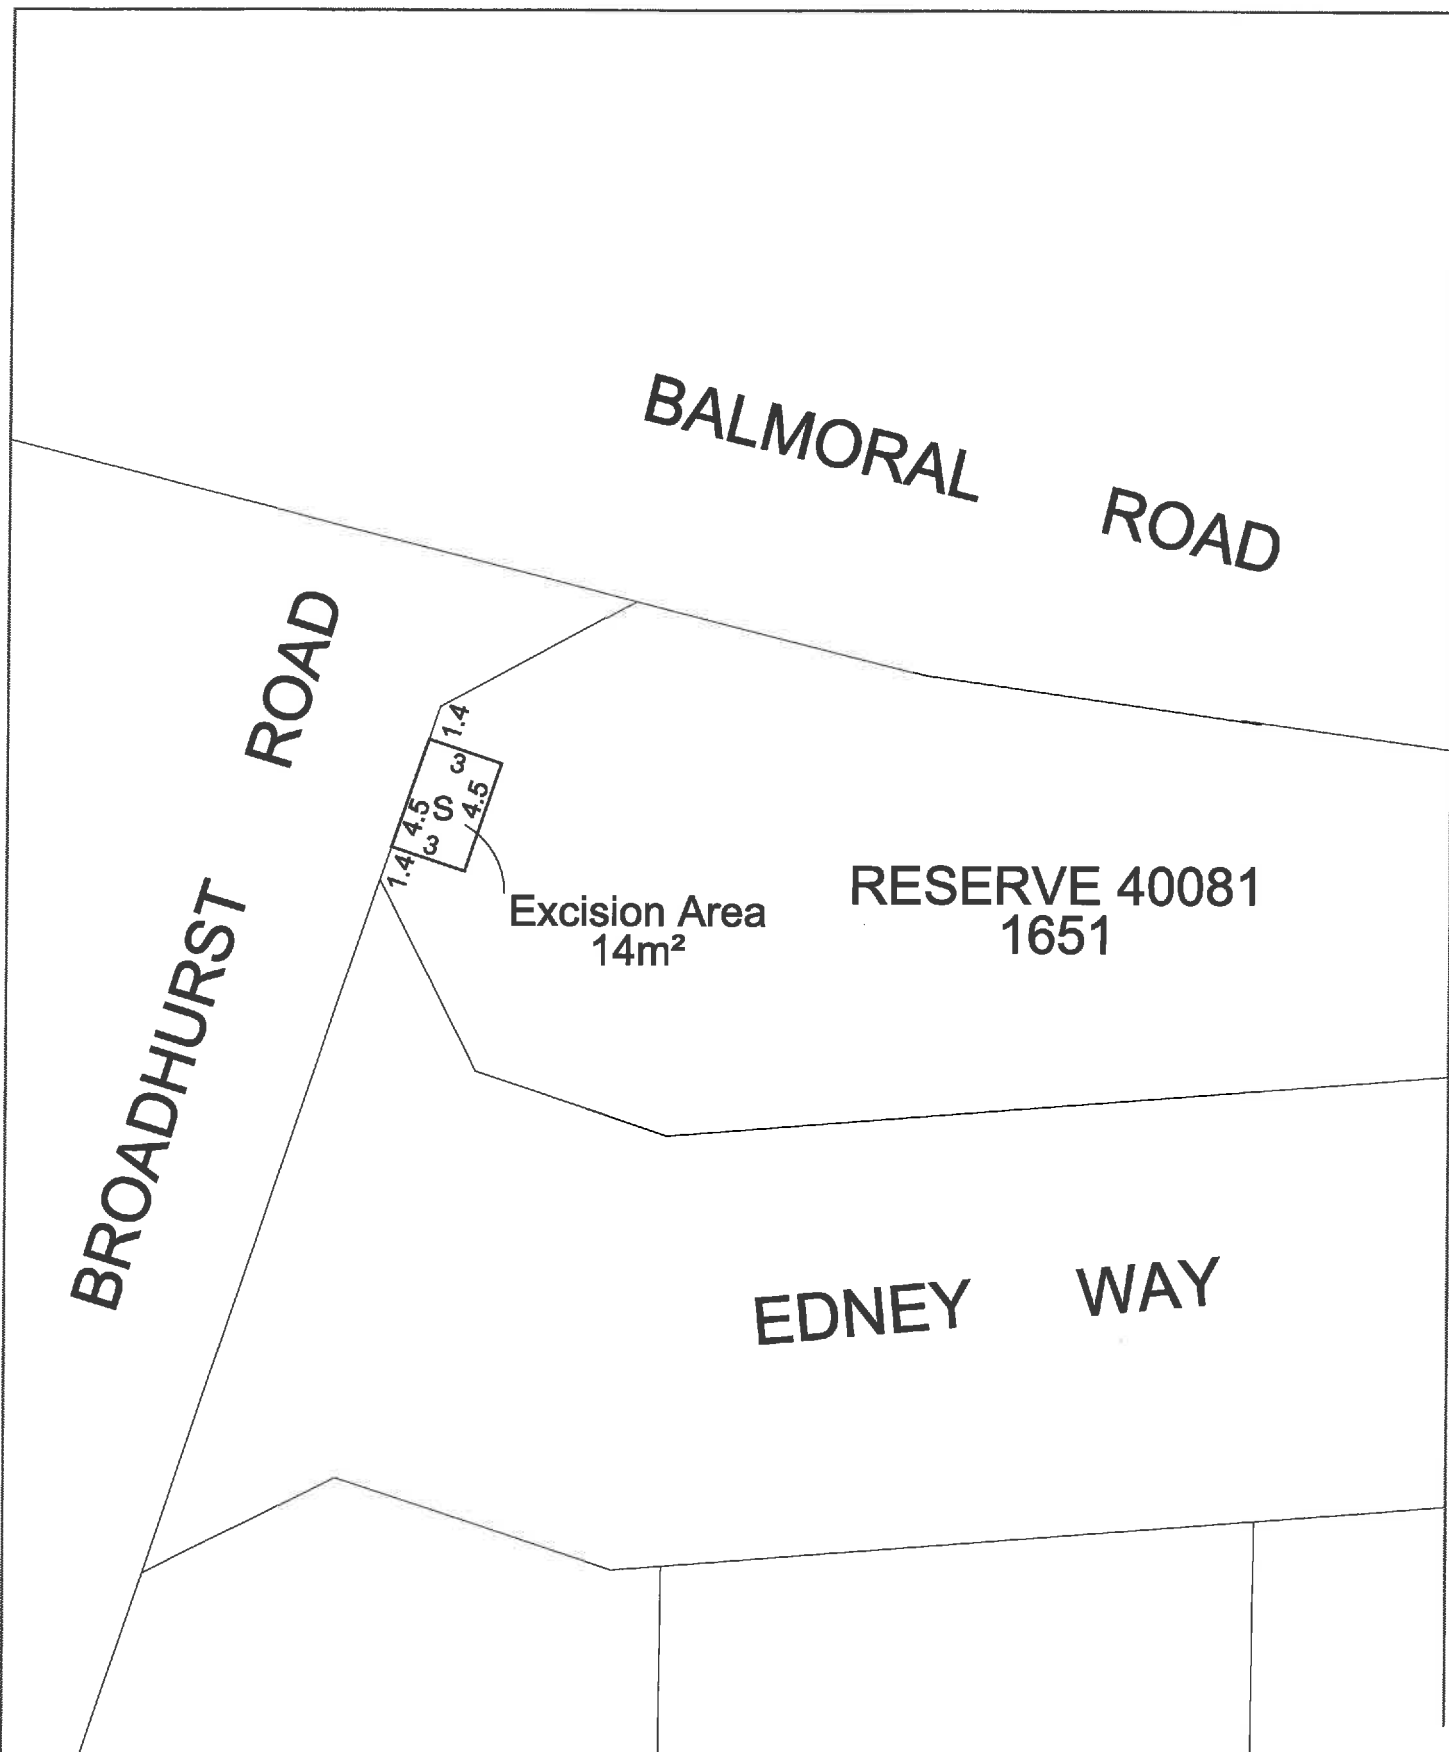 BALMORAL ROAD
BROADHURST ROAD
1.4
3
4.5
S
4.5
3
1.4
Excision Area
14m²
RESERVE 40081
1651
EDNEY WAY